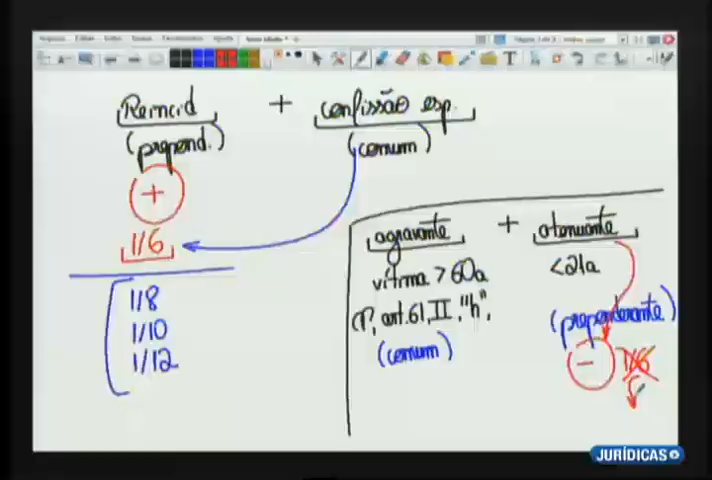 Reincid + confissão esp.
(prepond.) (comum)
+
1/6
1/8
1/10
1/12
agravante + atenuante
vítima > 60a <21a
art. 61, II, "h",
(preponderante)
(comum)
- 1/6
JURÍDICAS